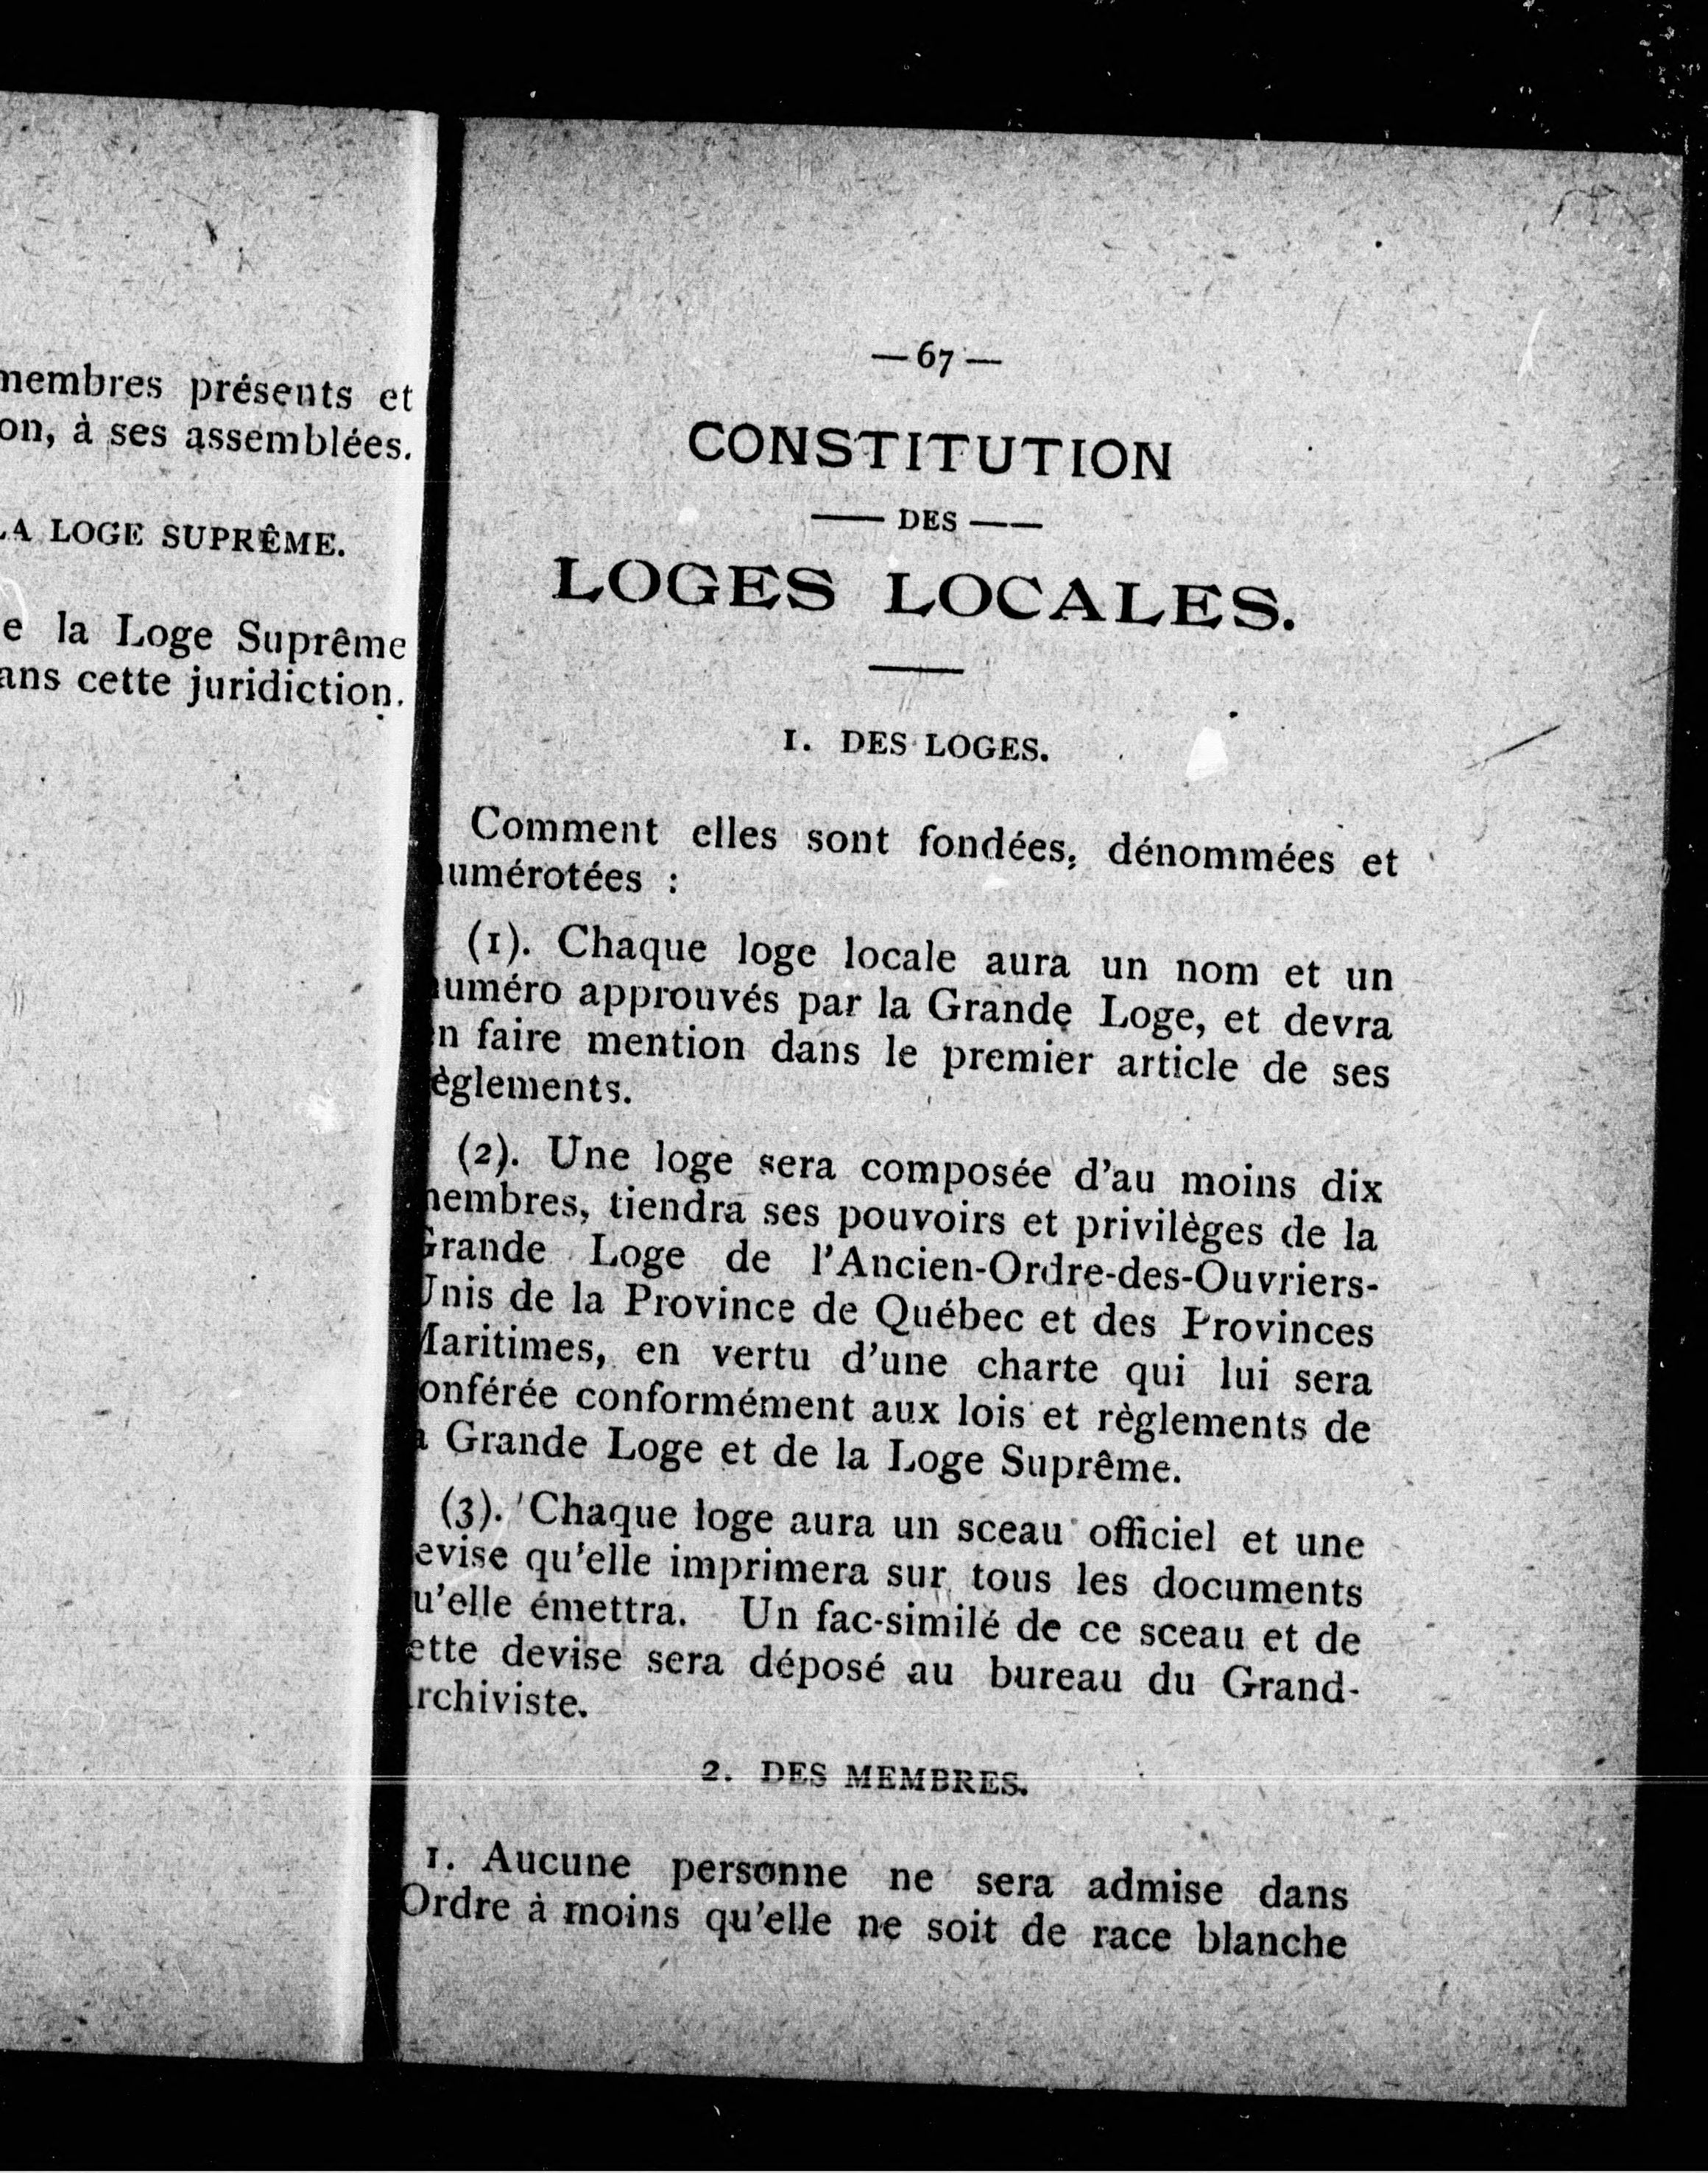 membres présents et
on, à ses assemblées.
LA LOGE SUPRÊME.
e la Loge Suprême
ans cette juridiction.
— 67 —
CONSTITUTION
—— DES ——
LOGES LOCALES.
1. DES LOGES.
Comment elles sont fondées, dénommées et
umérotées :
(1). Chaque loge locale aura un nom et un
uméro approuvés par la Grande Loge, et devra
en faire mention dans le premier article de ses
èglements.
(2). Une loge sera composée d'au moins dix
membres, tiendra ses pouvoirs et privilèges de la
Grande Loge de l'Ancien-Ordre-des-Ouvriers-
Unis de la Province de Québec et des Provinces
Maritimes, en vertu d'une charte qui lui sera
onférée conformément aux lois et règlements de
a Grande Loge et de la Loge Suprême.
(3). Chaque loge aura un sceau officiel et une
evise qu'elle imprimera sur tous les documents
u'elle émettra. Un fac-similé de ce sceau et de
ette devise sera déposé au bureau du Grand-
rchiviste.
2. DES MEMBRES.
1. Aucune personne ne sera admise dans
Ordre à moins qu'elle ne soit de race blanche